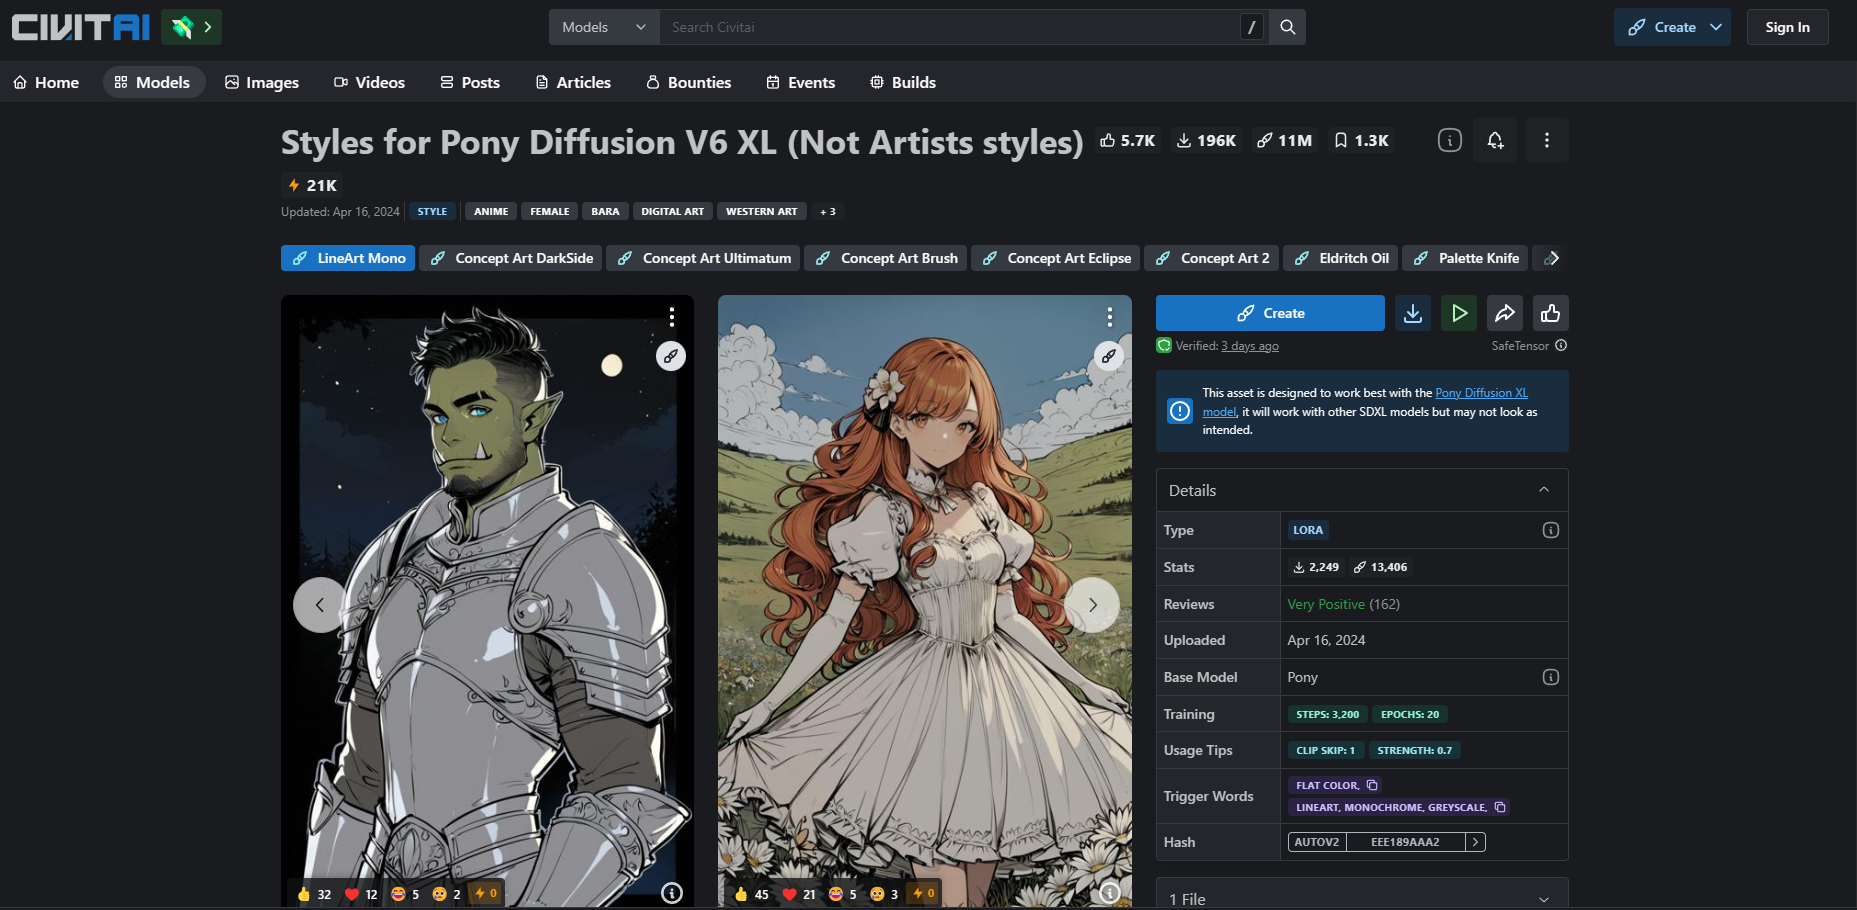 CIVITAI
Models
Search Civitai
/
Create
Sign In
Home
Models
Images
Videos
Posts
Articles
Bounties
Events
Builds
Styles for Pony Diffusion V6 XL (Not Artists styles)
5.7K
196K
11M
1.3K
21K
Updated: Apr 16, 2024
STYLE
ANIME
FEMALE
BARA
DIGITAL ART
WESTERN ART
+ 3
LineArt Mono
Concept Art DarkSide
Concept Art Ultimatum
Concept Art Brush
Concept Art Eclipse
Concept Art 2
Eldritch Oil
Palette Knife
32
12
5
2
0
45
21
5
3
0
Create
Verified: 3 days ago
SafeTensor
This asset is designed to work best with the Pony Diffusion XL
model, it will work with other SDXL models but may not look as
intended.
Details
Type
LORA
Stats
2,249
13,406
Reviews
Very Positive (162)
Uploaded
Apr 16, 2024
Base Model
Pony
Training
STEPS: 3,200
EPOCHS: 20
Usage Tips
CLIP SKIP: 1
STRENGTH: 0.7
Trigger Words
FLAT COLOR,
LINEART, MONOCHROME, GREYSCALE,
Hash
AUTOV2
EEE189AAA2
1 File